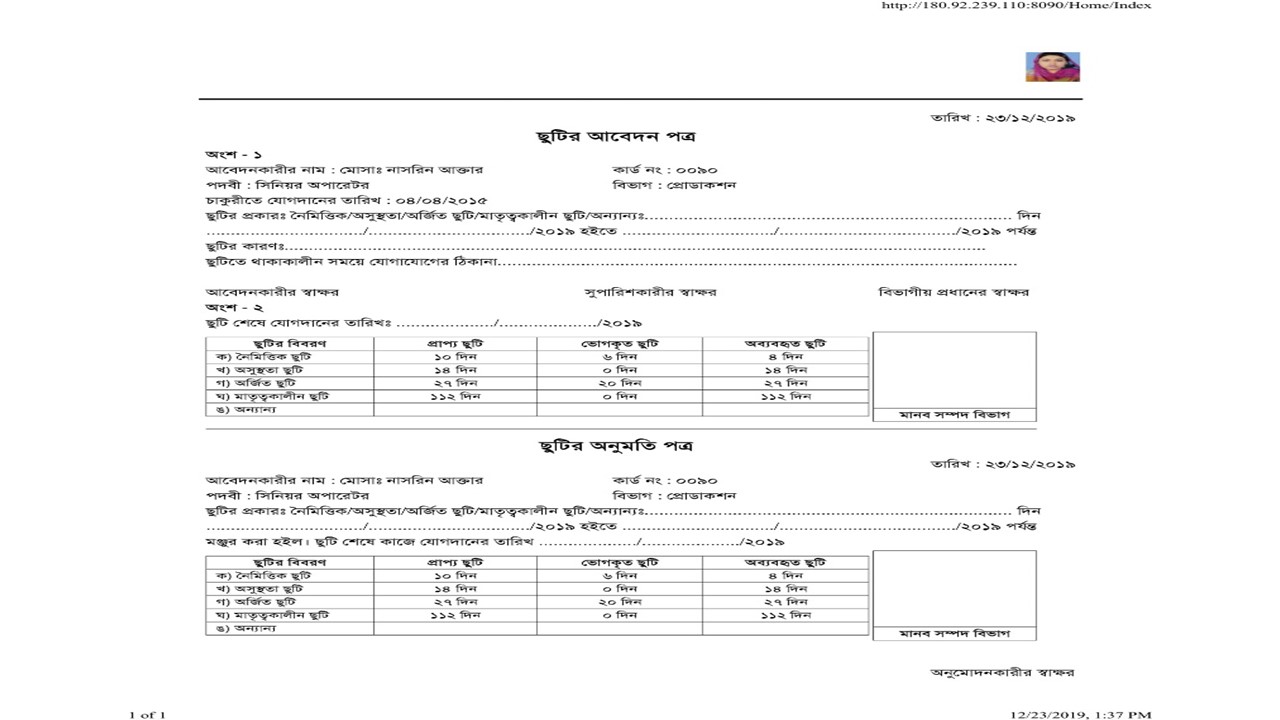 http://180.92.239.110:8090/Home/Index
তারিখ : ২৩/১২/২০১৯
ছুটির আবেদন পত্র
অংশ - ১
আবেদনকারীর নাম : মোসাঃ নাসরিন আক্তার কার্ড নং : ০০৯০
পদবী : সিনিয়র অপারেটর বিভাগ : প্রোডাকশন
চাকুরীতে যোগদানের তারিখ : ০৪/০৪/২০১৫
ছুটির প্রকারঃ নৈমিত্তিক/অসুস্থতা/অর্জিত ছুটি/মাতৃত্বকালীন ছুটি/অন্যান্যঃ.................................................................. দিন
............................/............................./২০১৯ হইতে ............................/................................/২০১৯ পর্যন্ত
ছুটির কারণঃ..............................................................................................................................
ছুটিতে থাকাকালীন সময়ে যোগাযোগের ঠিকানা..............................................................................................
আবেদনকারীর স্বাক্ষর সুপারিশকারীর স্বাক্ষর বিভাগীয় প্রধানের স্বাক্ষর
অংশ - ২
ছুটি শেষে যোগদানের তারিখঃ ................../................../২০১৯
ছুটির বিবরণ প্রাপ্য ছুটি ভোগকৃত ছুটি অব্যবহৃত ছুটি
ক) নৈমিত্তিক ছুটি ১০ দিন ৬ দিন ৪ দিন
খ) অসুস্থতা ছুটি ১৪ দিন ০ দিন ১৪ দিন
গ) অর্জিত ছুটি ২৭ দিন ২০ দিন ২৭ দিন
ঘ) মাতৃত্বকালীন ছুটি ১১২ দিন ০ দিন ১১২ দিন
ঙ) অন্যান্য
মানব সম্পদ বিভাগ
ছুটির অনুমতি পত্র
তারিখ : ২৩/১২/২০১৯
আবেদনকারীর নাম : মোসাঃ নাসরিন আক্তার কার্ড নং : ০০৯০
পদবী : সিনিয়র অপারেটর বিভাগ : প্রোডাকশন
ছুটির প্রকারঃ নৈমিত্তিক/অসুস্থতা/অর্জিত ছুটি/মাতৃত্বকালীন ছুটি/অন্যান্যঃ.................................................................. দিন
............................/............................./২০১৯ হইতে ............................/................................/২০১৯ পর্যন্ত
মঞ্জুর করা হইল। ছুটি শেষে কাজে যোগদানের তারিখ ................../................../২০১৯
ছুটির বিবরণ প্রাপ্য ছুটি ভোগকৃত ছুটি অব্যবহৃত ছুটি
ক) নৈমিত্তিক ছুটি ১০ দিন ৬ দিন ৪ দিন
খ) অসুস্থতা ছুটি ১৪ দিন ০ দিন ১৪ দিন
গ) অর্জিত ছুটি ২৭ দিন ২০ দিন ২৭ দিন
ঘ) মাতৃত্বকালীন ছুটি ১১২ দিন ০ দিন ১১২ দিন
ঙ) অন্যান্য
মানব সম্পদ বিভাগ
অনুমোদনকারীর স্বাক্ষর
1 of 1 12/23/2019, 1:37 PM